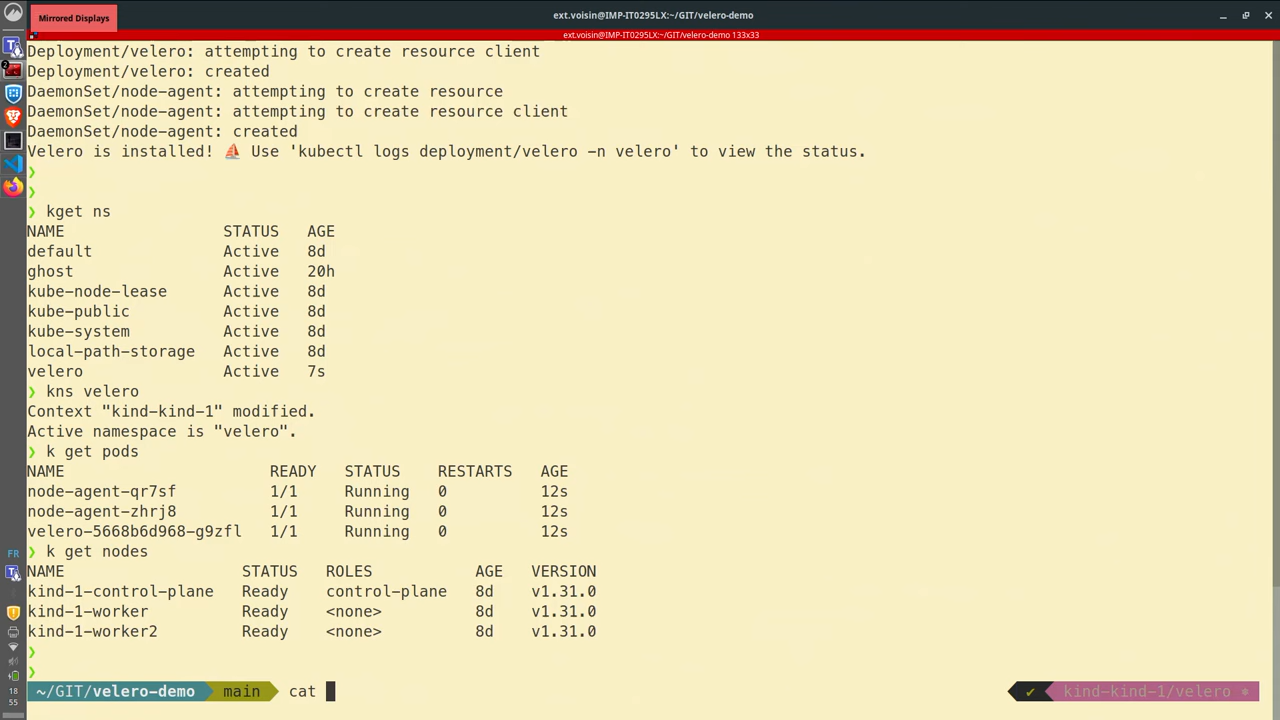 Mirrored Displays
ext.voisin@IMP-IT0295LX:~/GIT/velero-demo
ext.voisin@IMP-IT0295LX:~/GIT/velero-demo 133x33
Deployment/velero: attempting to create resource client
Deployment/velero: created
DaemonSet/node-agent: attempting to create resource
DaemonSet/node-agent: attempting to create resource client
DaemonSet/node-agent: created
Velero is installed! ⛵ Use 'kubectl logs deployment/velero -n velero' to view the status.
❯
❯
❯ kget ns
NAME STATUS AGE
default Active 8d
ghost Active 20h
kube-node-lease Active 8d
kube-public Active 8d
kube-system Active 8d
local-path-storage Active 8d
velero Active 7s
❯ kns velero
Context "kind-kind-1" modified.
Active namespace is "velero".
❯ k get pods
NAME READY STATUS RESTARTS AGE
node-agent-qr7sf 1/1 Running 0 12s
node-agent-zhrj8 1/1 Running 0 12s
velero-5668b6d968-g9zfl 1/1 Running 0 12s
❯ k get nodes
NAME STATUS ROLES AGE VERSION
kind-1-control-plane Ready control-plane 8d v1.31.0
kind-1-worker Ready <none> 8d v1.31.0
kind-1-worker2 Ready <none> 8d v1.31.0
❯
❯
~/GIT/velero-demo main cat ✔ kind-kind-1/velero ⎈
2
FR
18
55